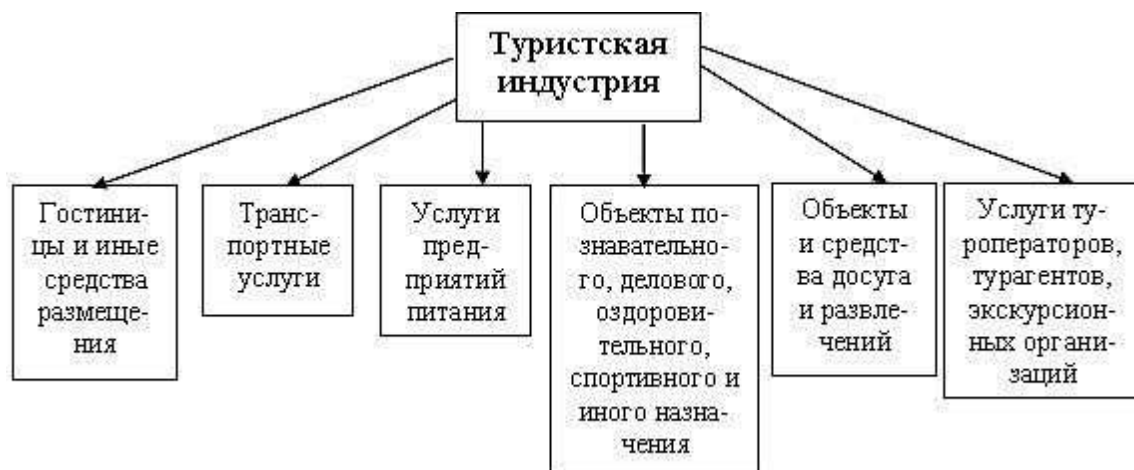 Туристская
индустрия
Гостини-
цы и иные
средства
размеще-
ния
Транс-
портные
услуги
Услуги
пред-
приятий
питания
Объекты по-
знавательно-
го, делового,
оздорови-
тельного,
спортивного и
иного назна-
чения
Объекты
и средст-
ва досуга
и развле-
чений
Услуги ту-
роператоров,
турагентов,
экскурсион-
ных органи-
заций